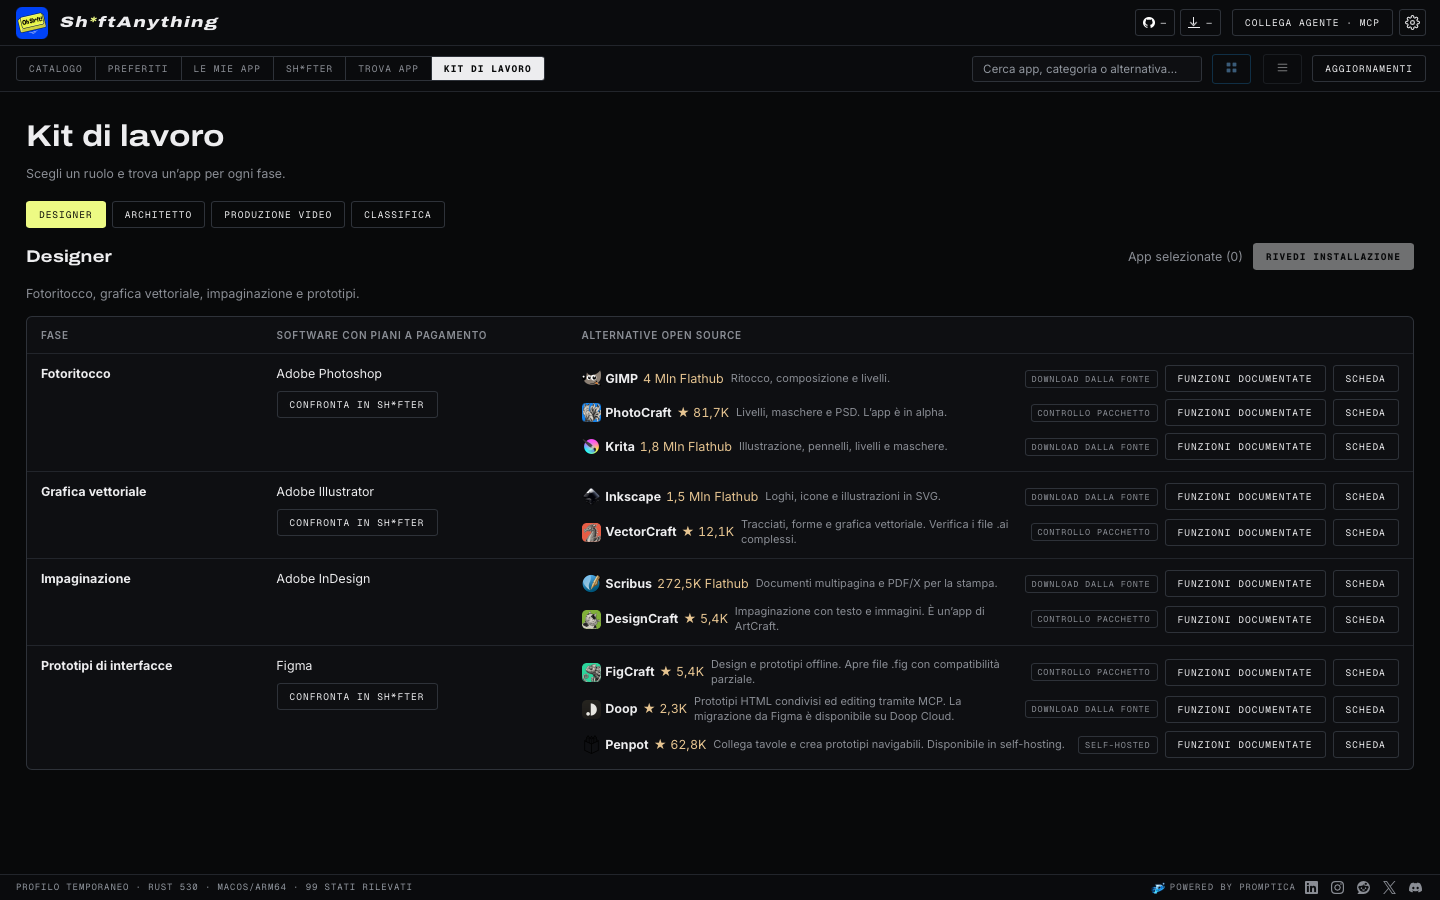 Sh*ftAnything
–
–
COLLEGA AGENTE · MCP
CATALOGO
PREFERITI
LE MIE APP
SH*FTER
TROVA APP
KIT DI LAVORO
Cerca app, categoria o alternativa...
AGGIORNAMENTI
Kit di lavoro
Scegli un ruolo e trova un'app per ogni fase.
DESIGNER
ARCHITETTO
PRODUZIONE VIDEO
CLASSIFICA
Designer
App selezionate (0)
RIVEDI INSTALLAZIONE
Fotoritocco, grafica vettoriale, impaginazione e prototipi.
FASE
SOFTWARE CON PIANI A PAGAMENTO
ALTERNATIVE OPEN SOURCE
Fotoritocco
Adobe Photoshop
CONFRONTA IN SH*FTER
GIMP 4 Mln Flathub Ritocco, composizione e livelli.
DOWNLOAD DALLA FONTE
FUNZIONI DOCUMENTATE
SCHEDA
PhotoCraft ★ 81,7K Livelli, maschere e PSD. L'app è in alpha.
CONTROLLO PACCHETTO
FUNZIONI DOCUMENTATE
SCHEDA
Krita 1,8 Mln Flathub Illustrazione, pennelli, livelli e maschere.
DOWNLOAD DALLA FONTE
FUNZIONI DOCUMENTATE
SCHEDA
Grafica vettoriale
Adobe Illustrator
CONFRONTA IN SH*FTER
Inkscape 1,5 Mln Flathub Loghi, icone e illustrazioni in SVG.
DOWNLOAD DALLA FONTE
FUNZIONI DOCUMENTATE
SCHEDA
VectorCraft ★ 12,1K Tracciati, forme e grafica vettoriale. Verifica i file .ai
complessi.
CONTROLLO PACCHETTO
FUNZIONI DOCUMENTATE
SCHEDA
Impaginazione
Adobe InDesign
Scribus 272,5K Flathub Documenti multipagina e PDF/X per la stampa.
DOWNLOAD DALLA FONTE
FUNZIONI DOCUMENTATE
SCHEDA
DesignCraft ★ 5,4K Impaginazione con testo e immagini. È un'app di
ArtCraft.
CONTROLLO PACCHETTO
FUNZIONI DOCUMENTATE
SCHEDA
Prototipi di interfacce
Figma
CONFRONTA IN SH*FTER
FigCraft ★ 5,4K Design e prototipi offline. Apre file .fig con compatibilità
parziale.
CONTROLLO PACCHETTO
FUNZIONI DOCUMENTATE
SCHEDA
Doop ★ 2,3K Prototipi HTML condivisi ed editing tramite MCP. La
migrazione da Figma è disponibile su Doop Cloud.
DOWNLOAD DALLA FONTE
FUNZIONI DOCUMENTATE
SCHEDA
Penpot ★ 62,8K Collega tavole e crea prototipi navigabili. Disponibile in self-hosting.
SELF-HOSTED
FUNZIONI DOCUMENTATE
SCHEDA
PROFILO TEMPORANEO · RUST 530 · MACOS/ARM64 · 99 STATI RILEVATI
POWERED BY PROMPTICA